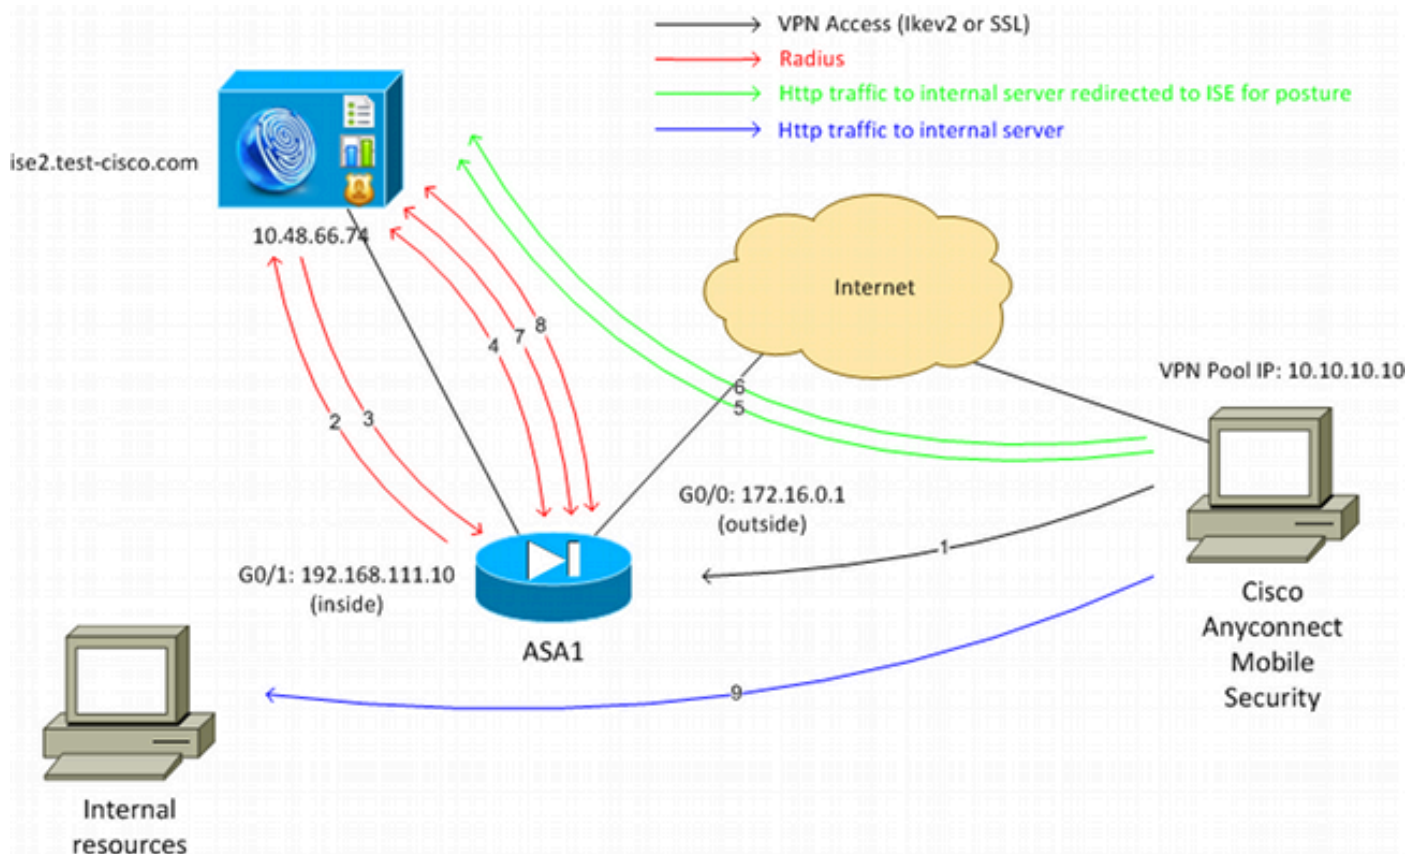 VPN Access (Ikev2 or SSL)
Radius
Http traffic to internal server redirected to ISE for posture
Http traffic to internal server
ise2.test-cisco.com
10.48.66.74
Internet
VPN Pool IP: 10.10.10.10
8
7
4
6
5
2
3
G0/0: 172.16.0.1
(outside)
1
G0/1: 192.168.111.10
(inside)
ASA1
Cisco
Anyconnect
Mobile
Security
9
Internal
resources